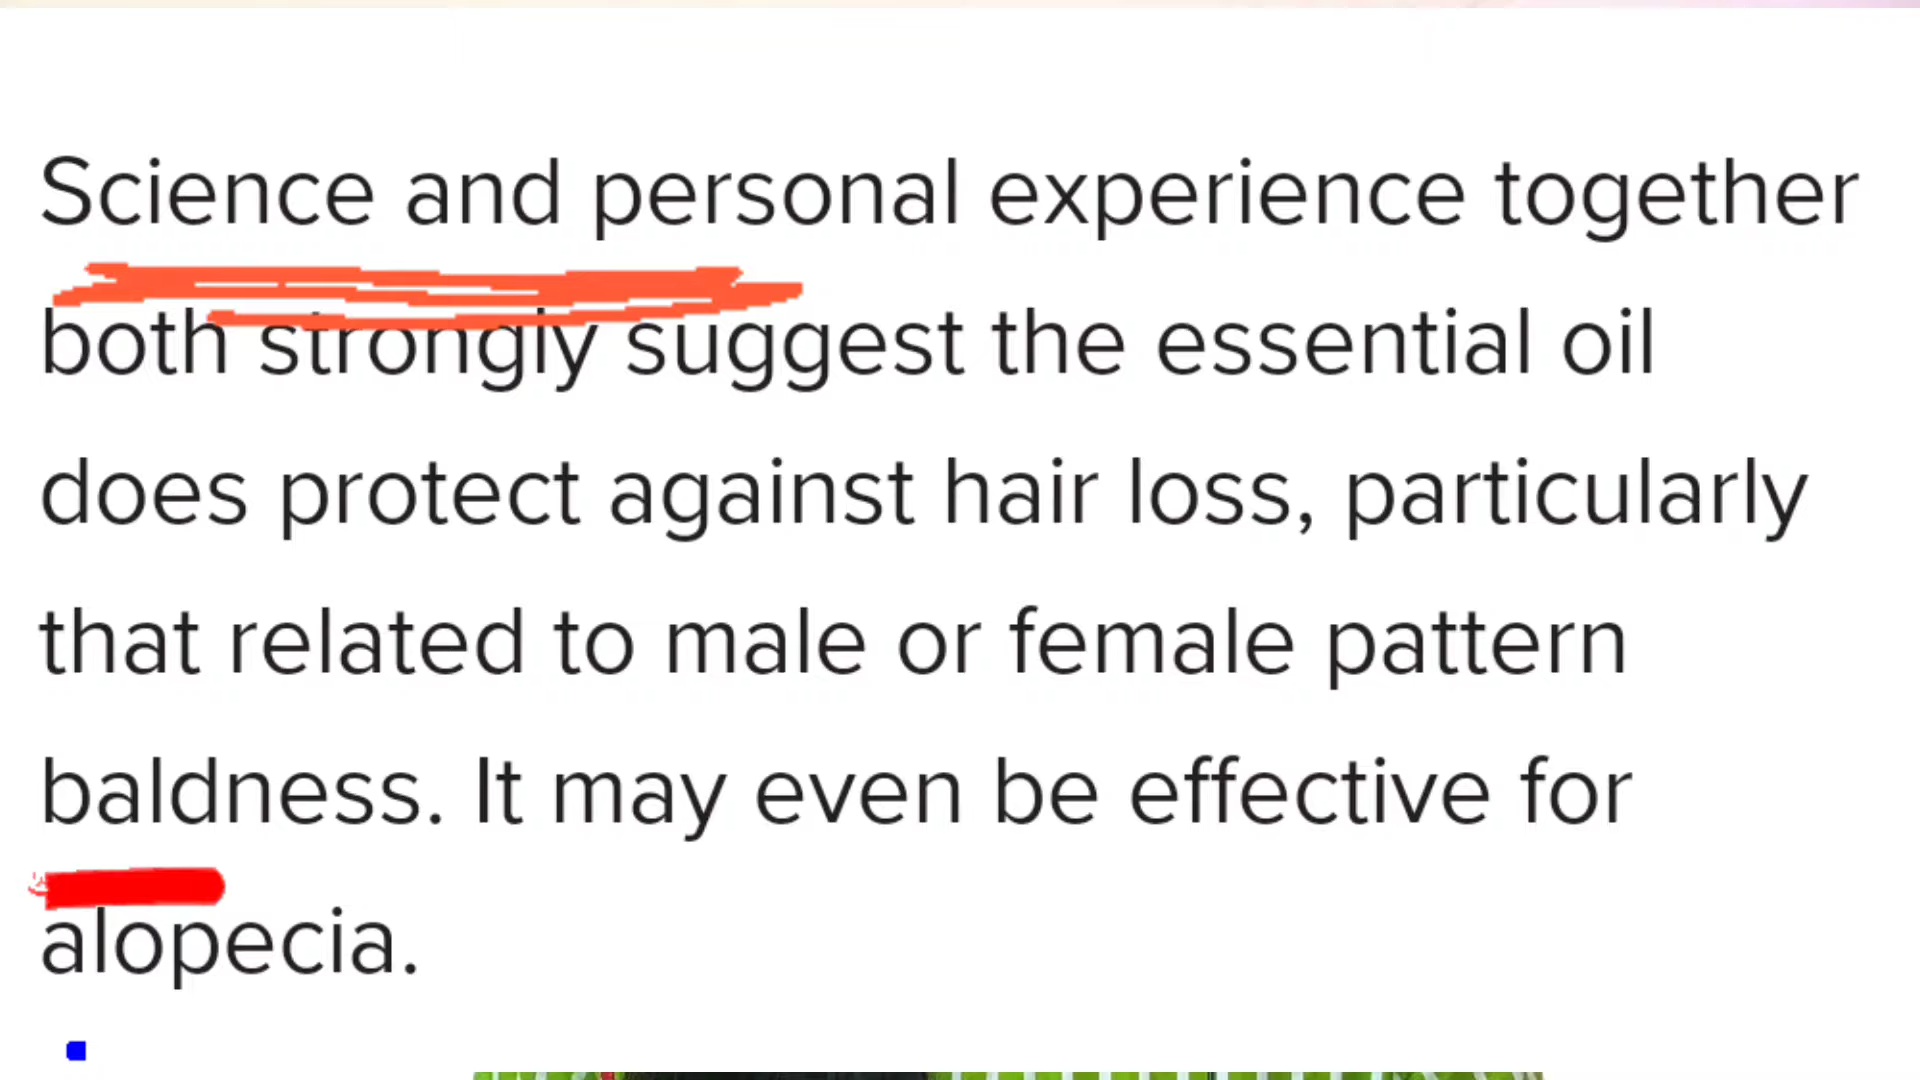 Science and personal experience together
both strongly suggest the essential oil
does protect against hair loss, particularly
that related to male or female pattern
baldness. It may even be effective for
alopecia.